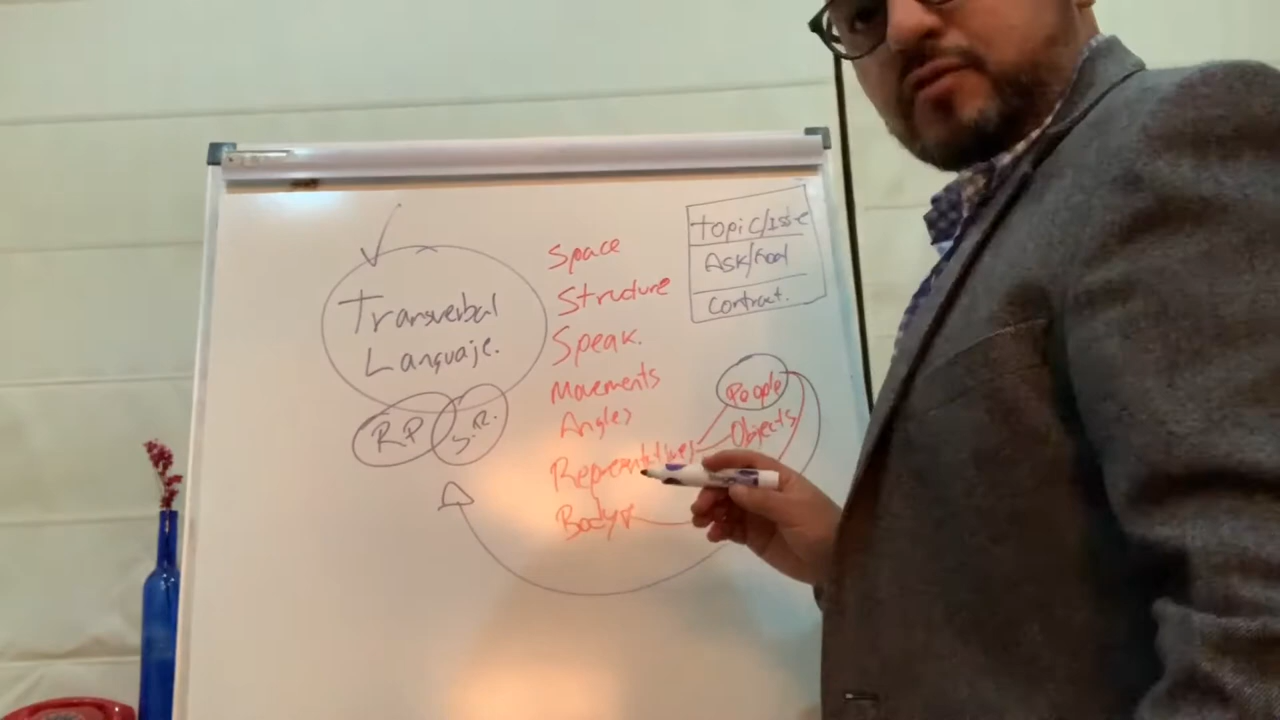 Transverbal
Languaje.
R.P
S.R.
Space
Structure
Speak.
Movements
Angles
Representatives
Body
Topic/Issue
Ask/Goal
Contract.
People
Objects